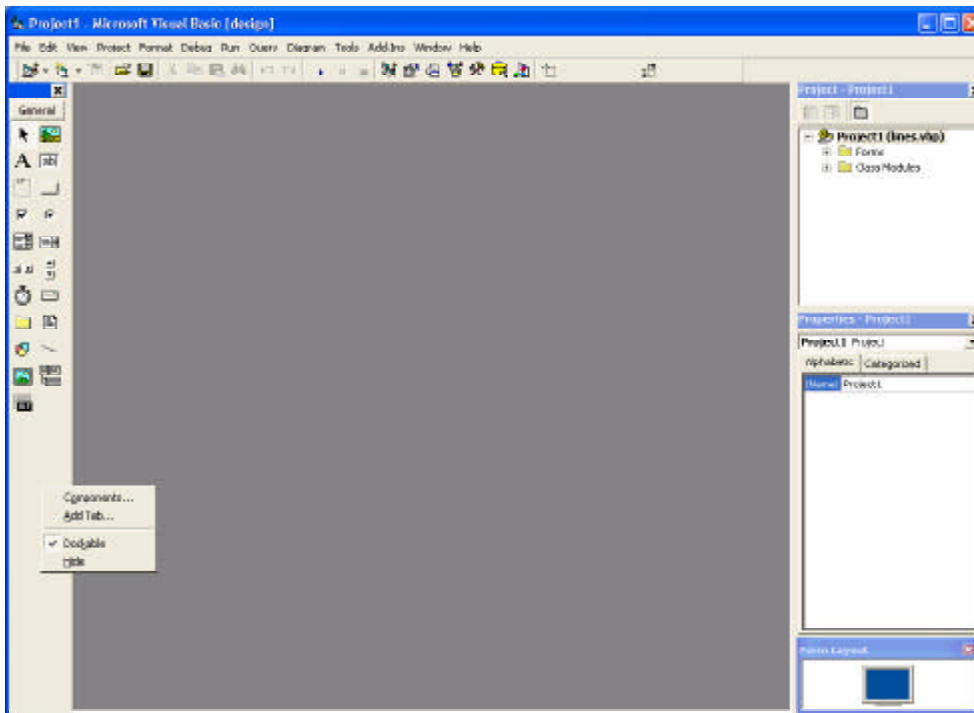 Project1 - Microsoft Visual Basic [design]
File Edit View Project Format Debug Run Query Diagram Tools Add-Ins Window Help
General
A
Project - Project1
Project1 (lines.vbp)
Forms
Class Modules
Properties - Project1
Project1 Project
Alphabetic Categorized
(Name) Project1
Components...
Add Tab...
Dockable
Hide
Form Layout